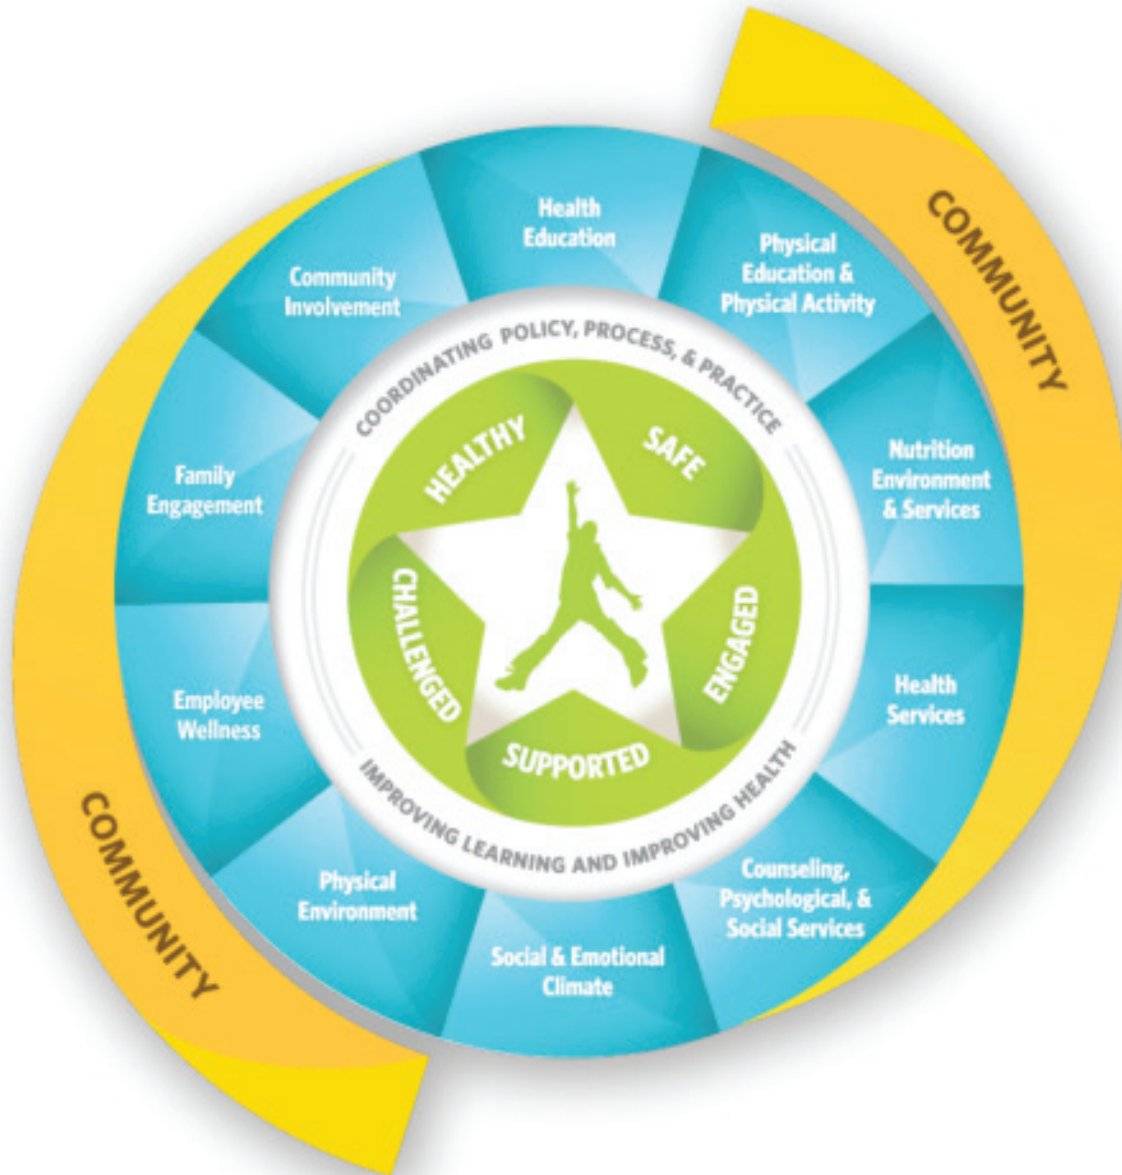 COMMUNITY
Health
Education
Physical
Education &
Physical Activity
Nutrition
Environment
& Services
Health
Services
Counseling,
Psychological, &
Social Services
Social & Emotional
Climate
Physical
Environment
Employee
Wellness
Family
Engagement
Community
Involvement
COORDINATING POLICY, PROCESS, & PRACTICE
IMPROVING LEARNING AND IMPROVING HEALTH
HEALTHY
SAFE
ENGAGED
SUPPORTED
CHALLENGED
COMMUNITY